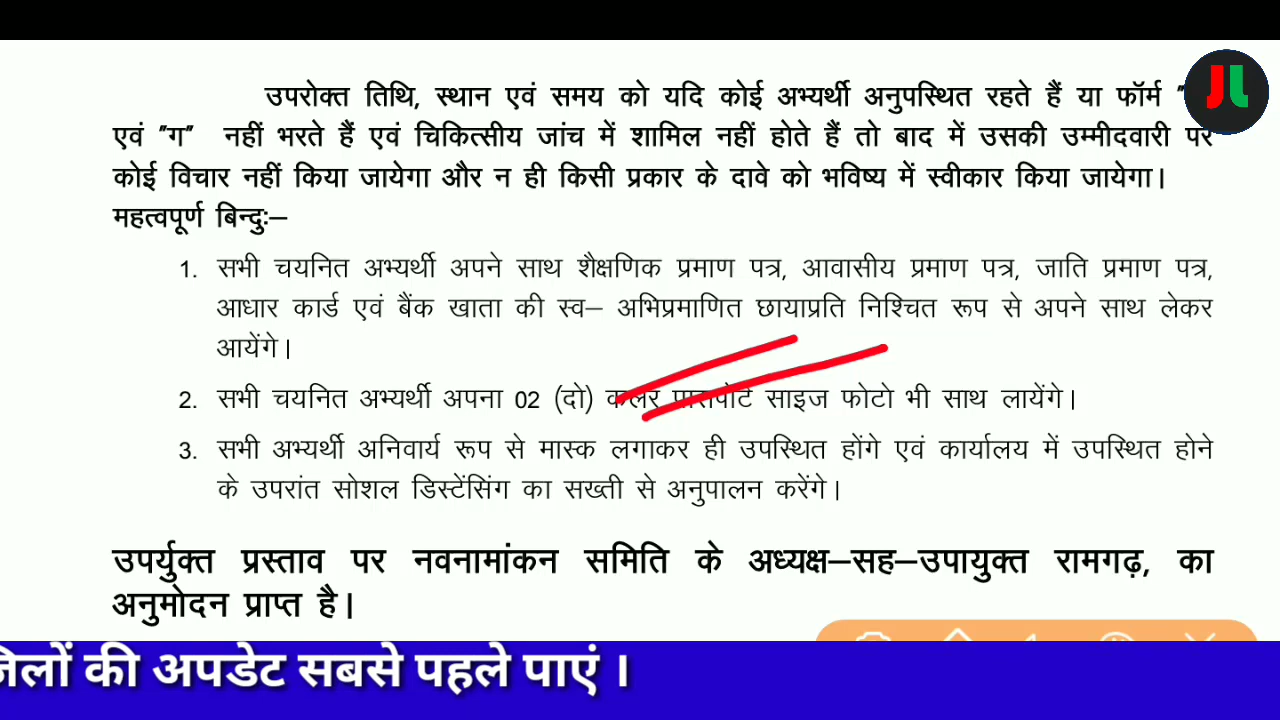 उपरोक्त तिथि, स्थान एवं समय को यदि कोई अभ्यर्थी अनुपस्थित रहते हैं या फॉर्म "
एवं "ग" नहीं भरते हैं एवं चिकित्सीय जांच में शामिल नहीं होते हैं तो बाद में उसकी उम्मीदवारी पर
कोई विचार नहीं किया जायेगा और न ही किसी प्रकार के दावे को भविष्य में स्वीकार किया जायेगा।
महत्वपूर्ण बिन्दुः–
1. सभी चयनित अभ्यर्थी अपने साथ शैक्षणिक प्रमाण पत्र, आवासीय प्रमाण पत्र, जाति प्रमाण पत्र,
आधार कार्ड एवं बैंक खाता की स्व– अभिप्रमाणित छायाप्रति निश्चित रूप से अपने साथ लेकर
आयेंगे।
2. सभी चयनित अभ्यर्थी अपना 02 (दो) कलर पासपोर्ट साइज फोटो भी साथ लायेंगे।
3. सभी अभ्यर्थी अनिवार्य रूप से मास्क लगाकर ही उपस्थित होंगे एवं कार्यालय में उपस्थित होने
के उपरांत सोशल डिस्टेंसिंग का सख्ती से अनुपालन करेंगे।
उपर्युक्त प्रस्ताव पर नवनामांकन समिति के अध्यक्ष–सह–उपायुक्त रामगढ़, का
अनुमोदन प्राप्त है।
जिलों की अपडेट सबसे पहले पाएं ।